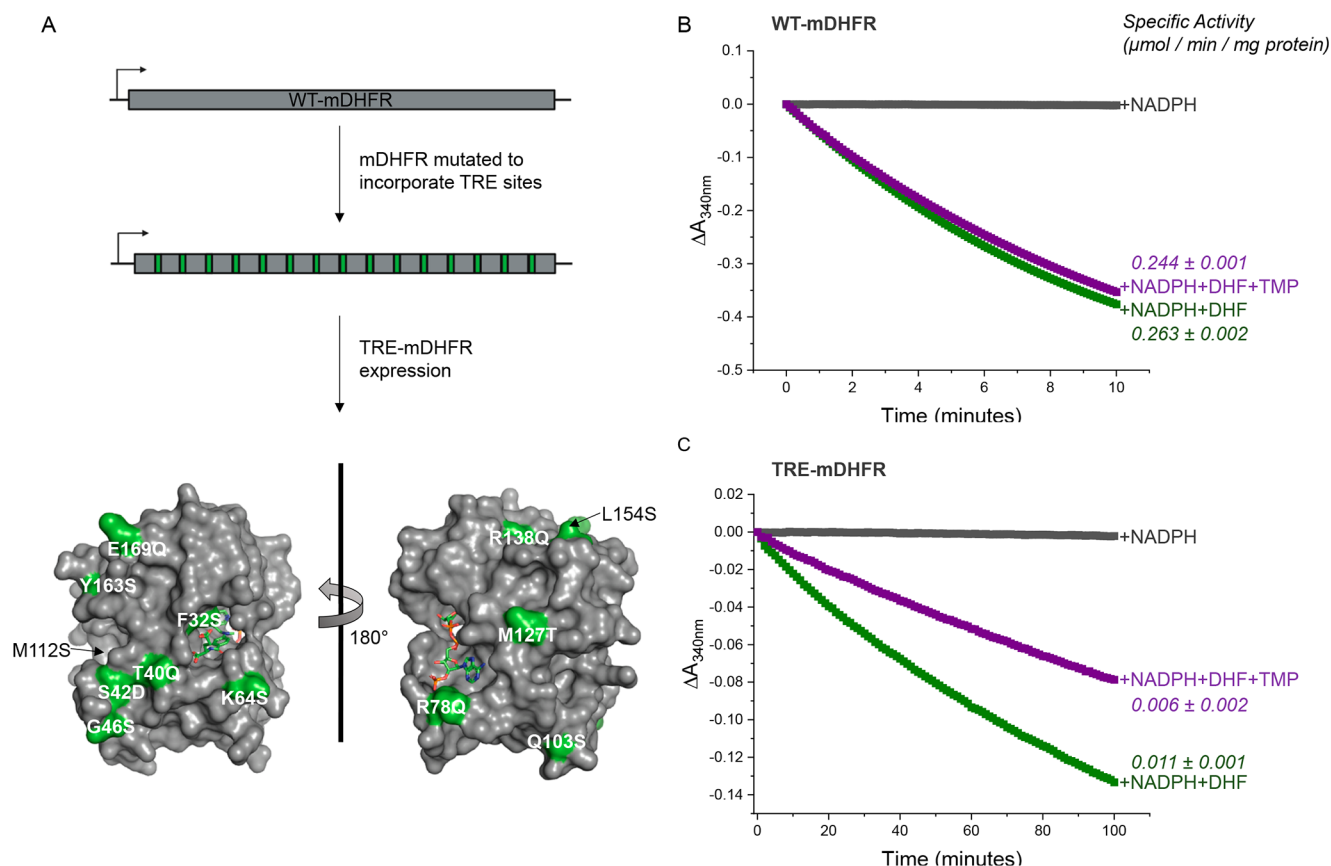 A
WT-mDHFR
mDHFR mutated to
incorporate TRE sites
TRE-mDHFR
expression
E169Q
Y163S
F32S
M112S
T40Q
S42D
K64S
G46S
180°
R138Q
L154S
M127T
R78Q
Q103S
B
WT-mDHFR
Specific Activity
(µmol / min / mg protein)
0.1
0.0
-0.1
-0.2
-0.3
-0.4
-0.5
ΔA340nm
0
2
4
6
8
10
Time (minutes)
+NADPH
0.244 ± 0.001
+NADPH+DHF+TMP
+NADPH+DHF
0.263 ± 0.002
C
TRE-mDHFR
0.02
0.00
-0.02
-0.04
-0.06
-0.08
-0.10
-0.12
-0.14
ΔA340nm
0
20
40
60
80
100
Time (minutes)
+NADPH
+NADPH+DHF+TMP
0.006 ± 0.002
0.011 ± 0.001
+NADPH+DHF